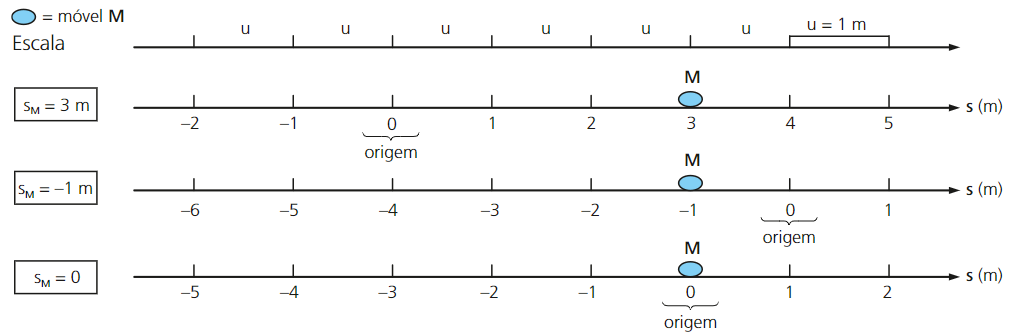 = móvel M
Escala
u u u u u u u = 1 m
M
s_M = 3 m
s (m)
–2 –1 0 1 2 3 4 5
origem
M
s_M = –1 m
s (m)
–6 –5 –4 –3 –2 –1 0 1
origem
M
s_M = 0
s (m)
–5 –4 –3 –2 –1 0 1 2
origem